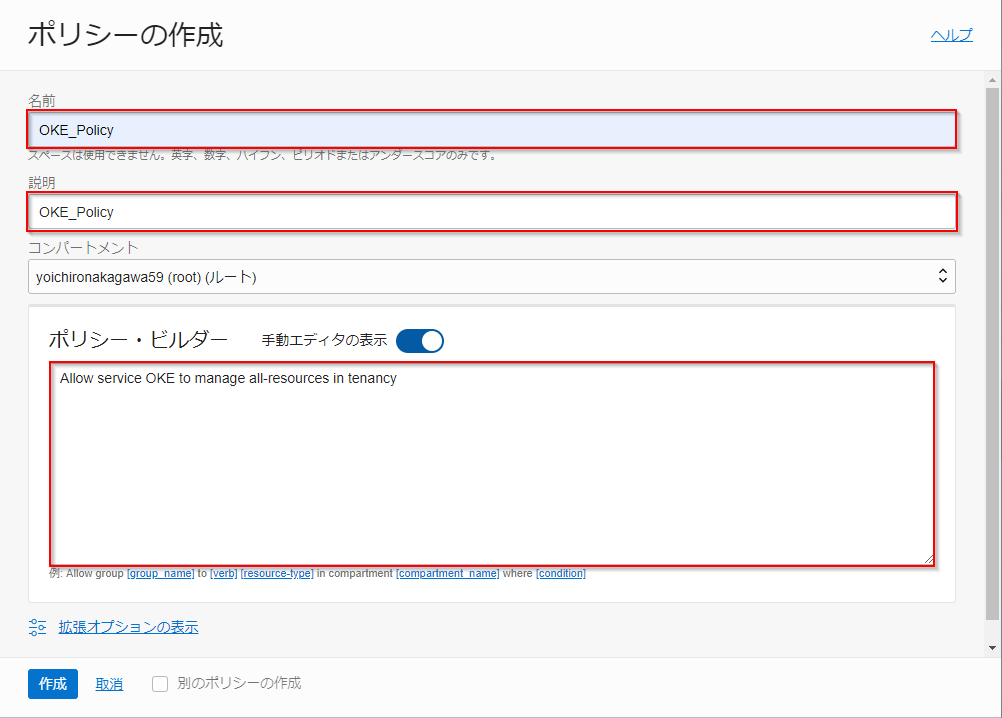 ポリシーの作成
ヘルプ
名前
OKE_Policy
スペースは使用できません。英字、数字、ハイフン、ピリオドまたはアンダースコアのみです。
説明
OKE_Policy
コンパートメント
yoichironakagawa59 (root) (ルート)
ポリシー・ビルダー 手動エディタの表示
Allow service OKE to manage all-resources in tenancy
例: Allow group [group_name] to [verb] [resource-type] in compartment [compartment_name] where [condition]
拡張オプションの表示
作成 取消 別のポリシーの作成